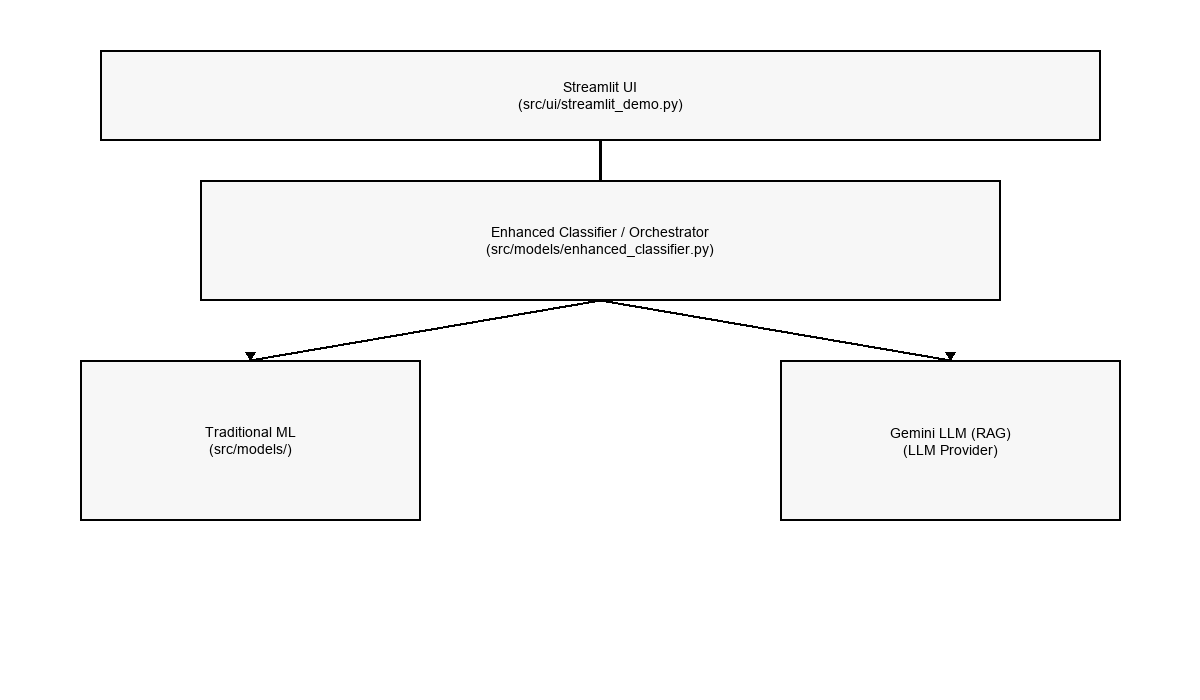 Streamlit UI
(src/ui/streamlit_demo.py)
Enhanced Classifier / Orchestrator
(src/models/enhanced_classifier.py)
Traditional ML
(src/models/)
Gemini LLM (RAG)
(LLM Provider)